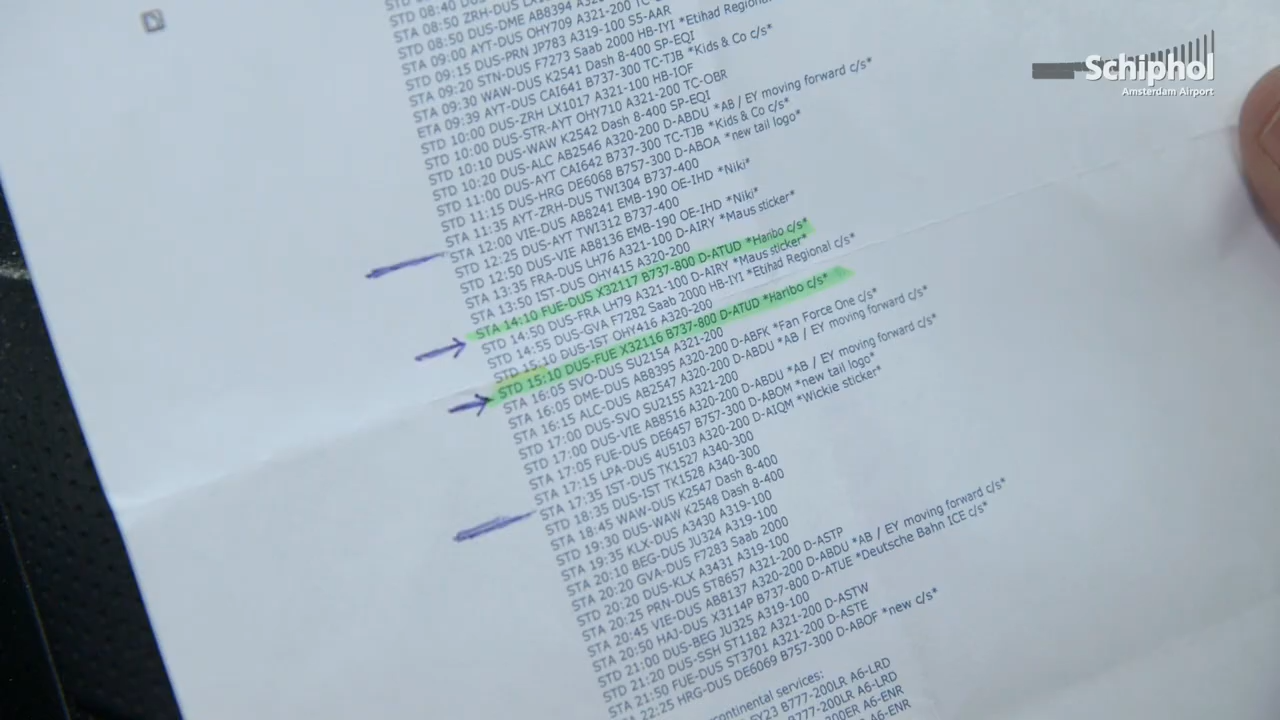 STD 08:40
STA 08:50 ZRH-DUS
STD 08:50 DUS-DME AB8394
STA 09:00 AYT-DUS OHY709 A321-200
STD 09:15 DUS-PRN JP783 A319-100 S5-AAR
STA 09:20 STN-DUS F7273 Saab 2000 HB-IYI *Etihad Regional
STA 09:30 WAW-DUS K2541 Dash 8-400 SP-EQI
ETA 09:39 AYT-DUS CAI641 B737-300 TC-TJB *Kids & Co c/s*
STD 10:00 DUS-ZRH LX1017 A321-100 HB-IOF
STD 10:00 DUS-STR-AYT OHY710 A321-200 TC-OBR
STD 10:10 DUS-WAW K2542 Dash 8-400 SP-EQI
STD 10:20 DUS-ALC AB2546 A320-200 D-ABDU *AB / EY moving forward c/s*
STD 11:00 DUS-AYT CAI642 B737-300 TC-TJB *Kids & Co c/s*
STD 11:15 DUS-HRG DE6068 B757-300 D-ABOA *new tail logo*
STA 11:35 AYT-ZRH-DUS TWI304 B737-400
STA 12:00 VIE-DUS AB8241 EMB-190 OE-IHD *Niki*
STD 12:25 DUS-AYT TWI312 B737-400
STD 12:50 DUS-VIE AB8136 EMB-190 OE-IHD *Niki*
STA 13:35 FRA-DUS LH76 A321-100 D-AIRY *Maus sticker*
STA 13:50 IST-DUS OHY415 A320-200
STA 14:10 FUE-DUS X32117 B737-800 D-ATUD *Haribo c/s*
STD 14:50 DUS-FRA LH79 A321-100 D-AIRY *Maus sticker*
STD 14:55 DUS-GVA F7282 Saab 2000 HB-IYI *Etihad Regional c/s*
STD 15:10 DUS-IST OHY416 A320-200
STD 15:10 DUS-FUE X32116 B737-800 D-ATUD *Haribo c/s*
STA 16:05 SVO-DUS SU2154 A321-200
STA 16:05 DME-DUS AB8395 A320-200 D-ABFK *Fan Force One c/s*
STA 16:15 ALC-DUS AB2547 A320-200 D-ABDU *AB / EY moving forward c/s*
STD 17:00 DUS-SVO SU2155 A321-200
STD 17:00 DUS-VIE AB8516 A320-200 D-ABDU *AB / EY moving forward c/s*
STA 17:05 FUE-DUS DE6457 B757-300 D-ABOM *new tail logo*
STA 17:15 LPA-DUS 4U5103 A320-200 D-AIQM *Wickie sticker*
STA 17:35 IST-DUS TK1527 A340-300
STD 18:35 DUS-IST TK1528 A340-300
STA 18:45 WAW-DUS K2547 Dash 8-400
STD 19:30 DUS-WAW K2548 Dash 8-400
STA 19:35 KLX-DUS A3430 A319-100
STA 20:10 BEG-DUS JU324 A319-100
STA 20:20 GVA-DUS F7283 Saab 2000
STD 20:20 DUS-KLX A3431 A319-100
STA 20:25 PRN-DUS ST8657 A321-200 D-ASTP
STA 20:45 VIE-DUS AB8137 A320-200 D-ABDU *AB / EY moving forward c/s*
STA 20:50 HAJ-DUS X3114P B737-800 D-ATUE *Deutsche Bahn ICE c/s*
STD 21:00 DUS-BEG JU325 A319-100
STD 21:20 DUS-SSH ST1182 A321-200 D-ASTW
STA 21:50 FUE-DUS ST3701 A321-200 D-ASTE
STA 22:25 HRG-DUS DE6069 B757-300 D-ABOF *new c/s*
continental services:
EY23 B777-200LR A6-LRD
B777-200LR A6-LRD
A6-ENR
A6-ENR
Schiphol
Amsterdam Airport